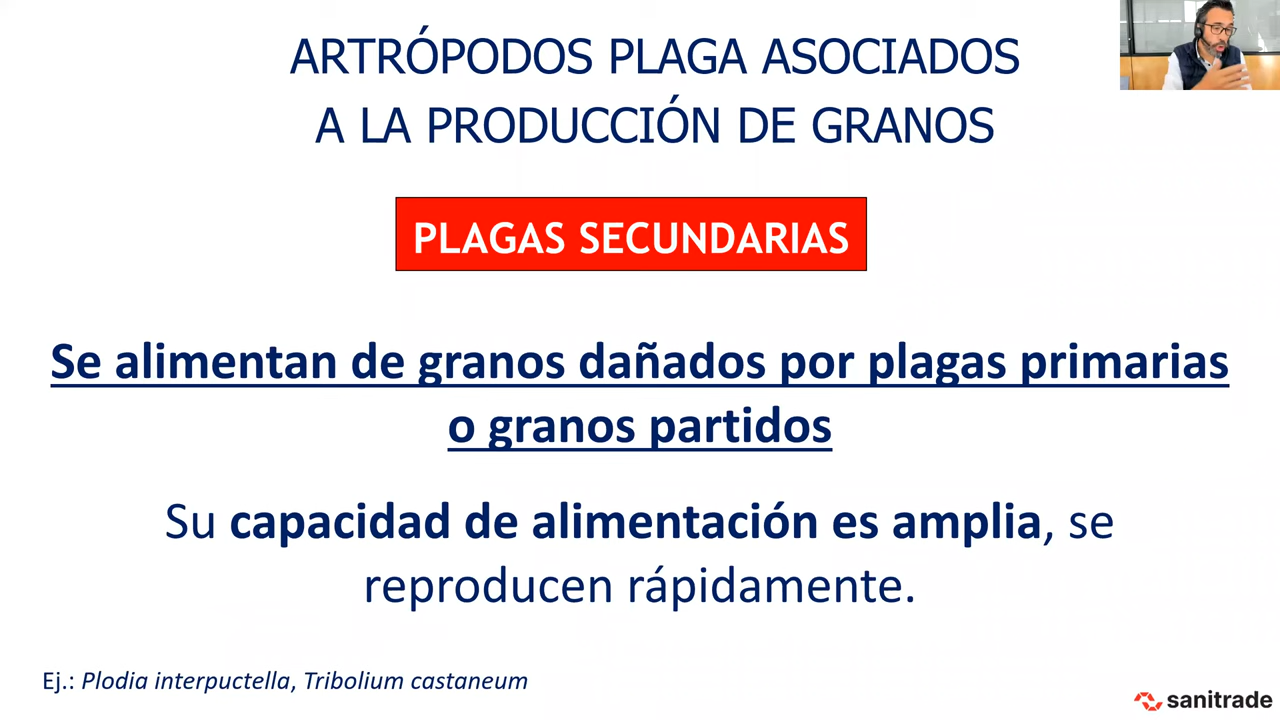 ARTRÓPODOS PLAGA ASOCIADOS
A LA PRODUCCIÓN DE GRANOS
PLAGAS SECUNDARIAS
Se alimentan de granos dañados por plagas primarias
o granos partidos
Su capacidad de alimentación es amplia, se
reproducen rápidamente.
Ej.: Plodia interpuctella, Tribolium castaneum
sanitrade